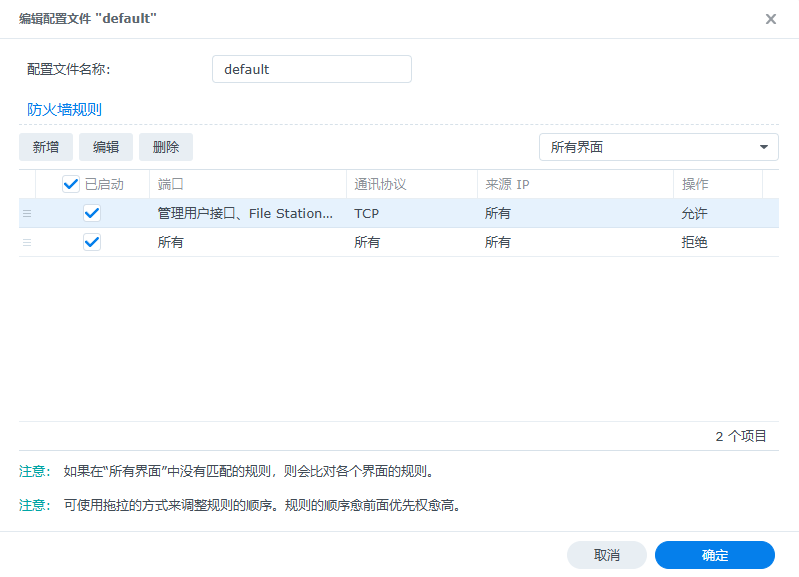 编辑配置文件 "default"
配置文件名称：
default
防火墙规则
新增 编辑 删除 所有界面
已启动 端口 通讯协议 来源 IP 操作
管理用户接口、File Station... TCP 所有 允许
所有 所有 所有 拒绝
2 个项目
注意： 如果在“所有界面”中没有匹配的规则，则会比对各个界面的规则。
注意： 可使用拖拉的方式来调整规则的顺序。规则的顺序愈前面优先权愈高。
取消 确定